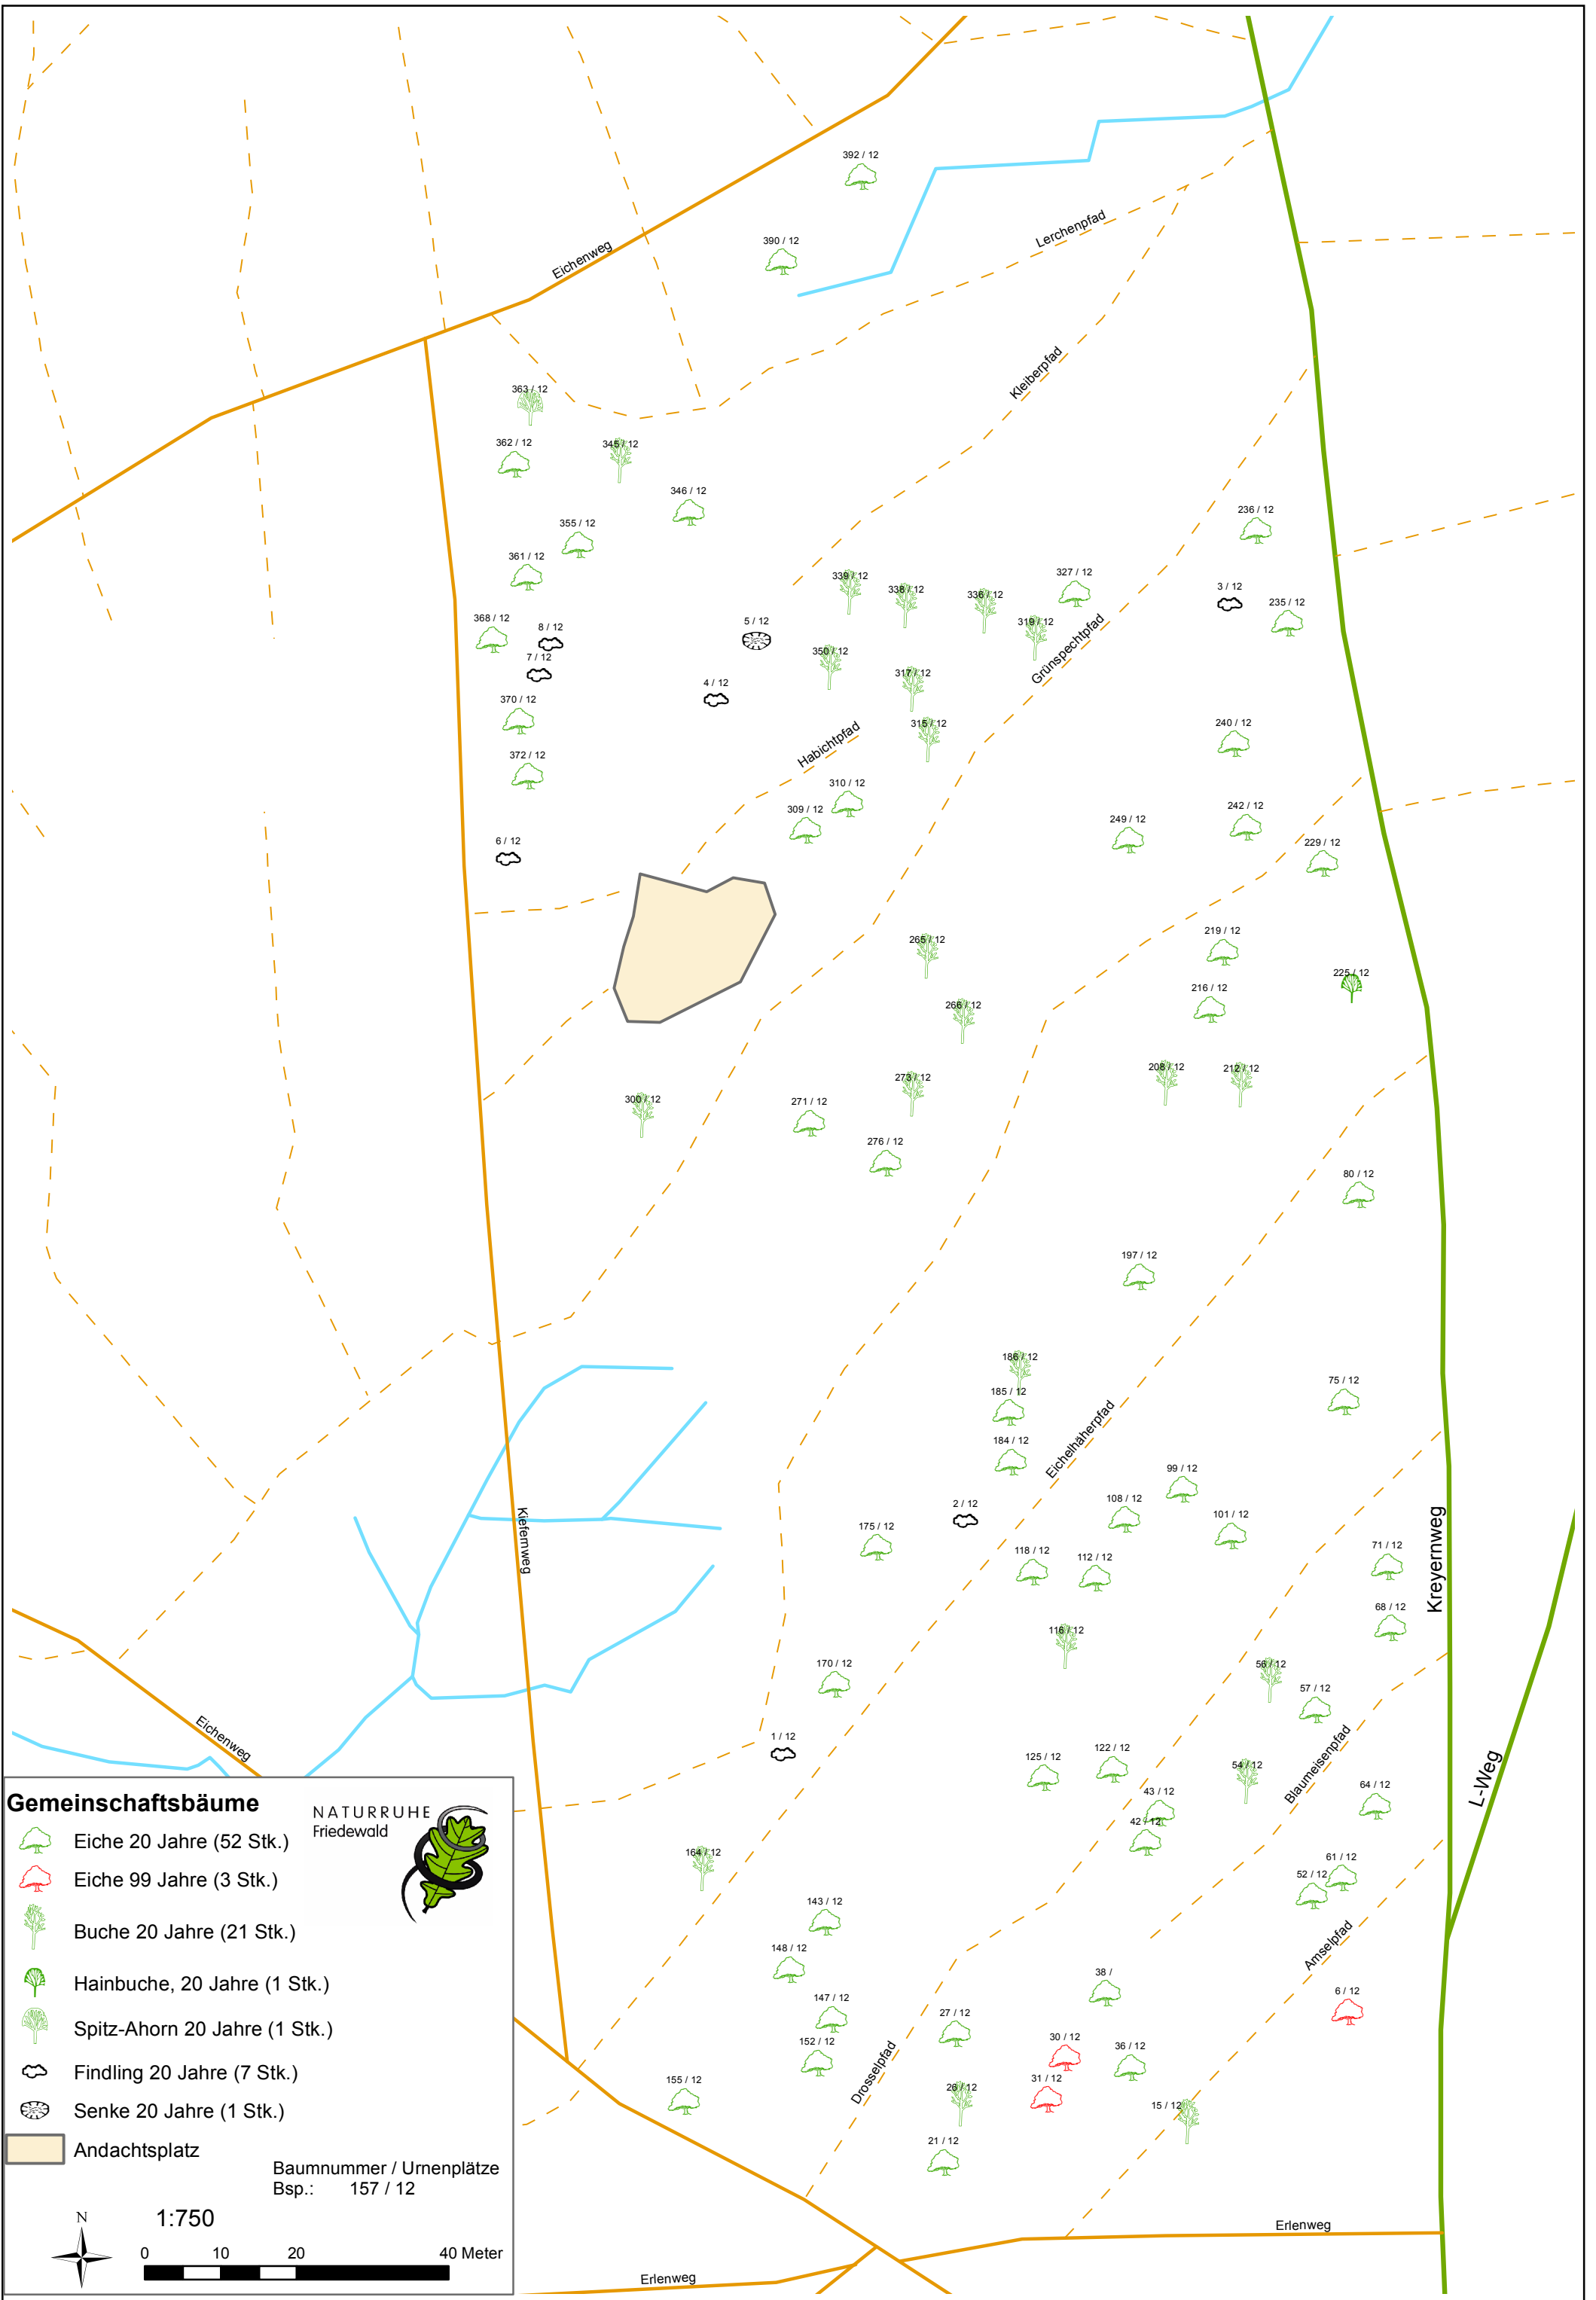 392 / 12
Lerchenpfad
390 / 12
Eichenweg
Kleiberpfad
363 / 12
362 / 12
345 / 12
346 / 12
355 / 12
236 / 12
361 / 12
339 / 12
338 / 12
336 / 12
327 / 12
3 / 12
235 / 12
368 / 12
8 / 12
5 / 12
319 / 12
Grünspechtpfad
7 / 12
350 / 12
317 / 12
4 / 12
370 / 12
315 / 12
240 / 12
Habichtpfad
372 / 12
310 / 12
309 / 12
249 / 12
242 / 12
6 / 12
229 / 12
265 / 12
219 / 12
225 / 12
216 / 12
266 / 12
208 / 12
212 / 12
273 / 12
300 / 12
271 / 12
276 / 12
80 / 12
197 / 12
186 / 12
185 / 12
75 / 12
184 / 12
Eichelhäherpfad
99 / 12
2 / 12
108 / 12
101 / 12
Kiefernweg
175 / 12
Kreyernweg
118 / 12
112 / 12
71 / 12
68 / 12
116 / 12
170 / 12
56 / 12
57 / 12
Eichenweg
1 / 12
125 / 12
122 / 12
54 / 12
Blaumeisenpfad
L-Weg
43 / 12
42 / 12
64 / 12
164 / 12
61 / 12
52 / 12
143 / 12
Amselpfad
148 / 12
38 /
6 / 12
147 / 12
27 / 12
152 / 12
30 / 12
36 / 12
Drosselpfad
155 / 12
26 / 12
31 / 12
15 / 12
21 / 12
Erlenweg
Erlenweg
Gemeinschaftsbäume
NATURRUHE
Friedewald
Eiche 20 Jahre (52 Stk.)
Eiche 99 Jahre (3 Stk.)
Buche 20 Jahre (21 Stk.)
Hainbuche, 20 Jahre (1 Stk.)
Spitz-Ahorn 20 Jahre (1 Stk.)
Findling 20 Jahre (7 Stk.)
Senke 20 Jahre (1 Stk.)
Andachtsplatz
Baumnummer / Urnenplätze
Bsp.: 157 / 12
N
1:750
0 10 20 40 Meter